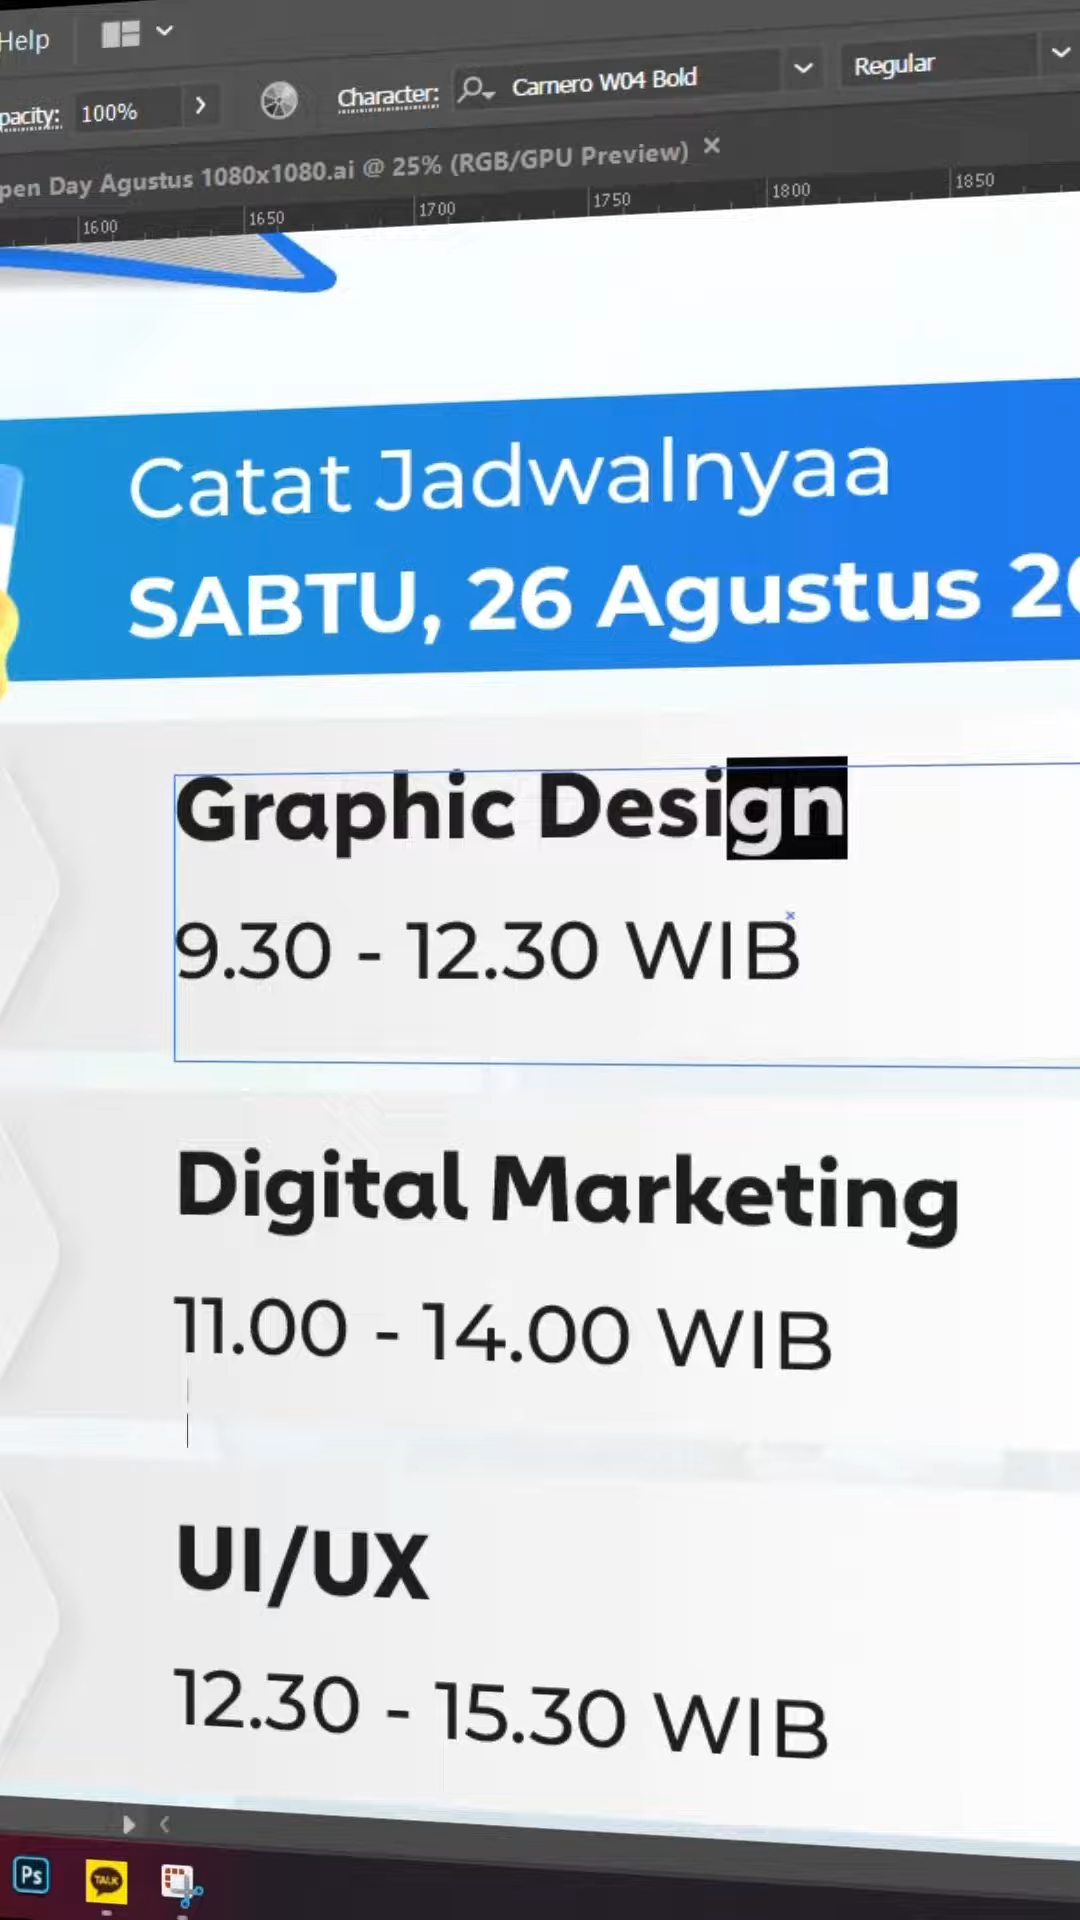 Help
pacity: 100% Character: Carnero W04 Bold Regular
pen Day Agustus 1080x1080.ai @ 25% (RGB/GPU Preview) ×
1600 1650 1700 1750 1800 1850
Catat Jadwalnyaa
SABTU, 26 Agustus 20
Graphic Design
9.30 - 12.30 WIB
Digital Marketing
11.00 - 14.00 WIB
UI/UX
12.30 - 15.30 WIB
Ps TALK